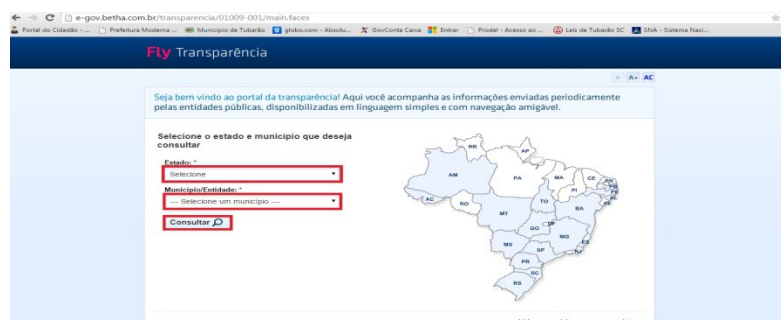 e-gov.betha.com.br/transparencia/01009-001/main.faces
Portal do Cidadão - ... Prefeitura Moderna ... Município de Tubarão globo.com - Absolu... GovConta Caixa Entrar Prodel - Acesso ao ... Leis de Tubarão SC SNA - Sistema Naci...
Fly Transparência
A+ AC
Seja bem vindo ao portal da transparência! Aqui você acompanha as informações enviadas periodicamente
pelas entidades públicas, disponibilizadas em linguagem simples e com navegação amigável.
Selecione o estado e município que deseja
consultar
Estado: *
Selecione
Município/Entidade: *
--- Selecione um município ---
Consultar
RR AP
AM PA MA CE RN
PI
AC RO TO
MT BA
GO DF
MG
MS ES
SP RJ
PR
SC
RS